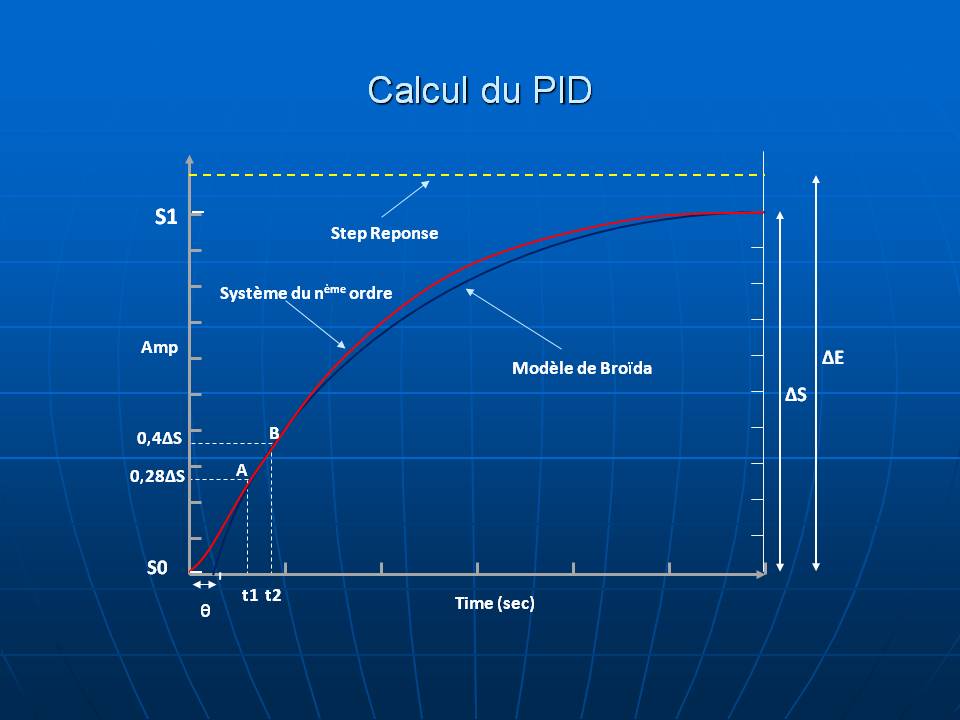 Calcul du PID
S1
Step Reponse
Système du nème ordre
Amp
Modèle de Broïda
ΔE
ΔS
0,4ΔS
B
0,28ΔS
A
S0
t1 t2
θ
Time (sec)